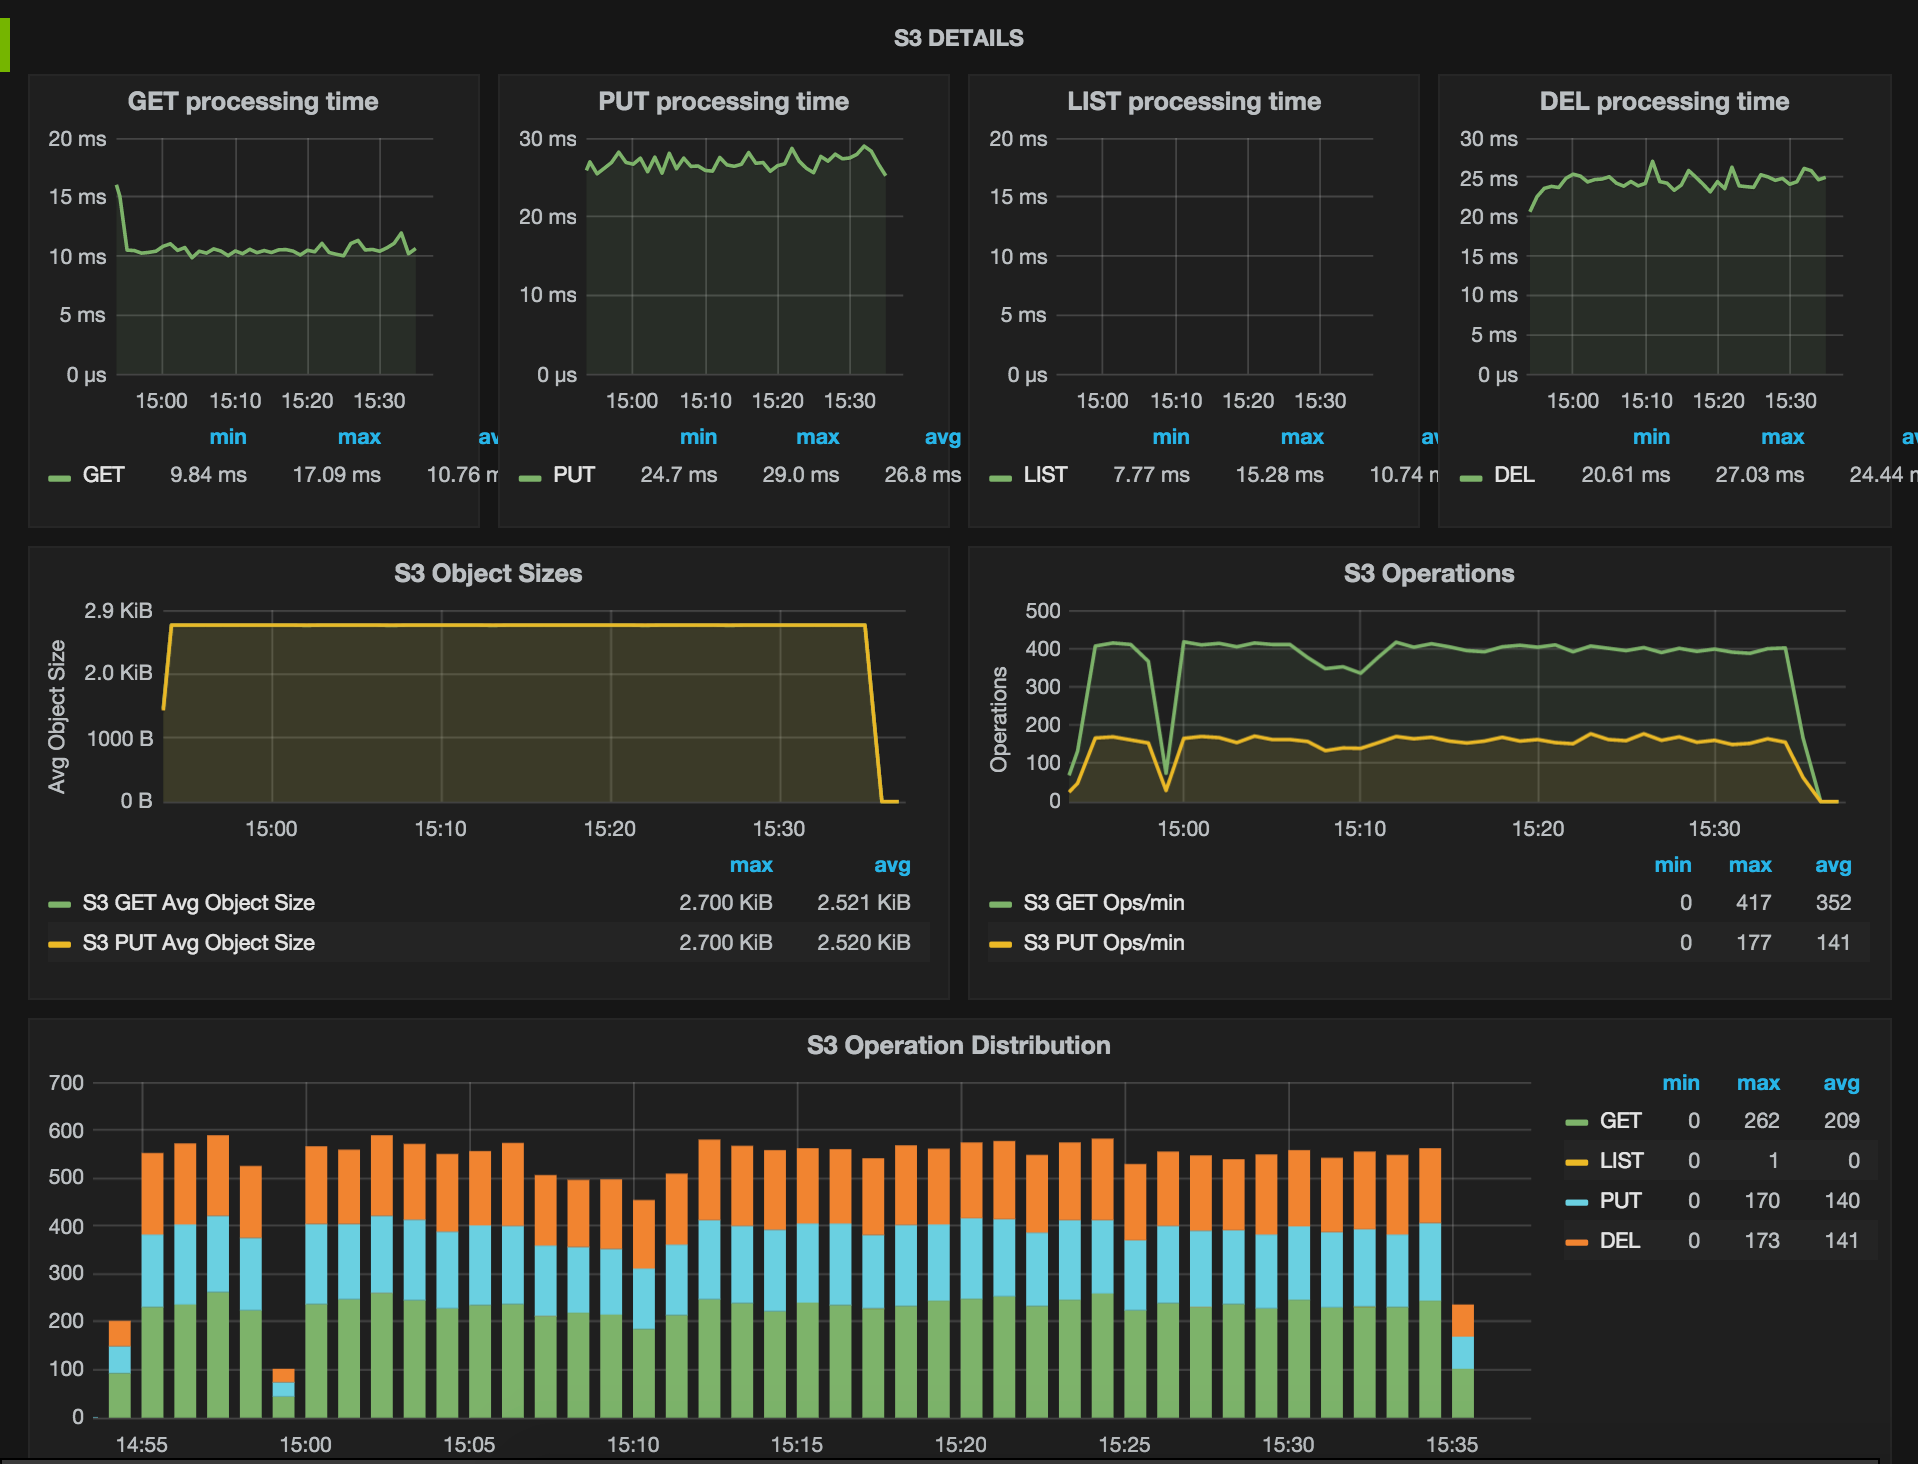 S3 DETAILS
GET processing time
20 ms
15 ms
10 ms
5 ms
0 µs
15:00 15:10 15:20 15:30
min max av
GET 9.84 ms 17.09 ms 10.76 m
PUT processing time
30 ms
20 ms
10 ms
0 µs
15:00 15:10 15:20 15:30
min max avg
PUT 24.7 ms 29.0 ms 26.8 ms
LIST processing time
20 ms
15 ms
10 ms
5 ms
0 µs
15:00 15:10 15:20 15:30
min max av
LIST 7.77 ms 15.28 ms 10.74 m
DEL processing time
30 ms
25 ms
20 ms
15 ms
10 ms
5 ms
0 µs
15:00 15:10 15:20 15:30
min max av
DEL 20.61 ms 27.03 ms 24.44 m
S3 Object Sizes
Avg Object Size
2.9 KiB
2.0 KiB
1000 B
0 B
15:00 15:10 15:20 15:30
max avg
S3 GET Avg Object Size 2.700 KiB 2.521 KiB
S3 PUT Avg Object Size 2.700 KiB 2.520 KiB
S3 Operations
Operations
500
400
300
200
100
0
15:00 15:10 15:20 15:30
min max avg
S3 GET Ops/min 0 417 352
S3 PUT Ops/min 0 177 141
S3 Operation Distribution
700
600
500
400
300
200
100
0
14:55 15:00 15:05 15:10 15:15 15:20 15:25 15:30 15:35
min max avg
GET 0 262 209
LIST 0 1 0
PUT 0 170 140
DEL 0 173 141